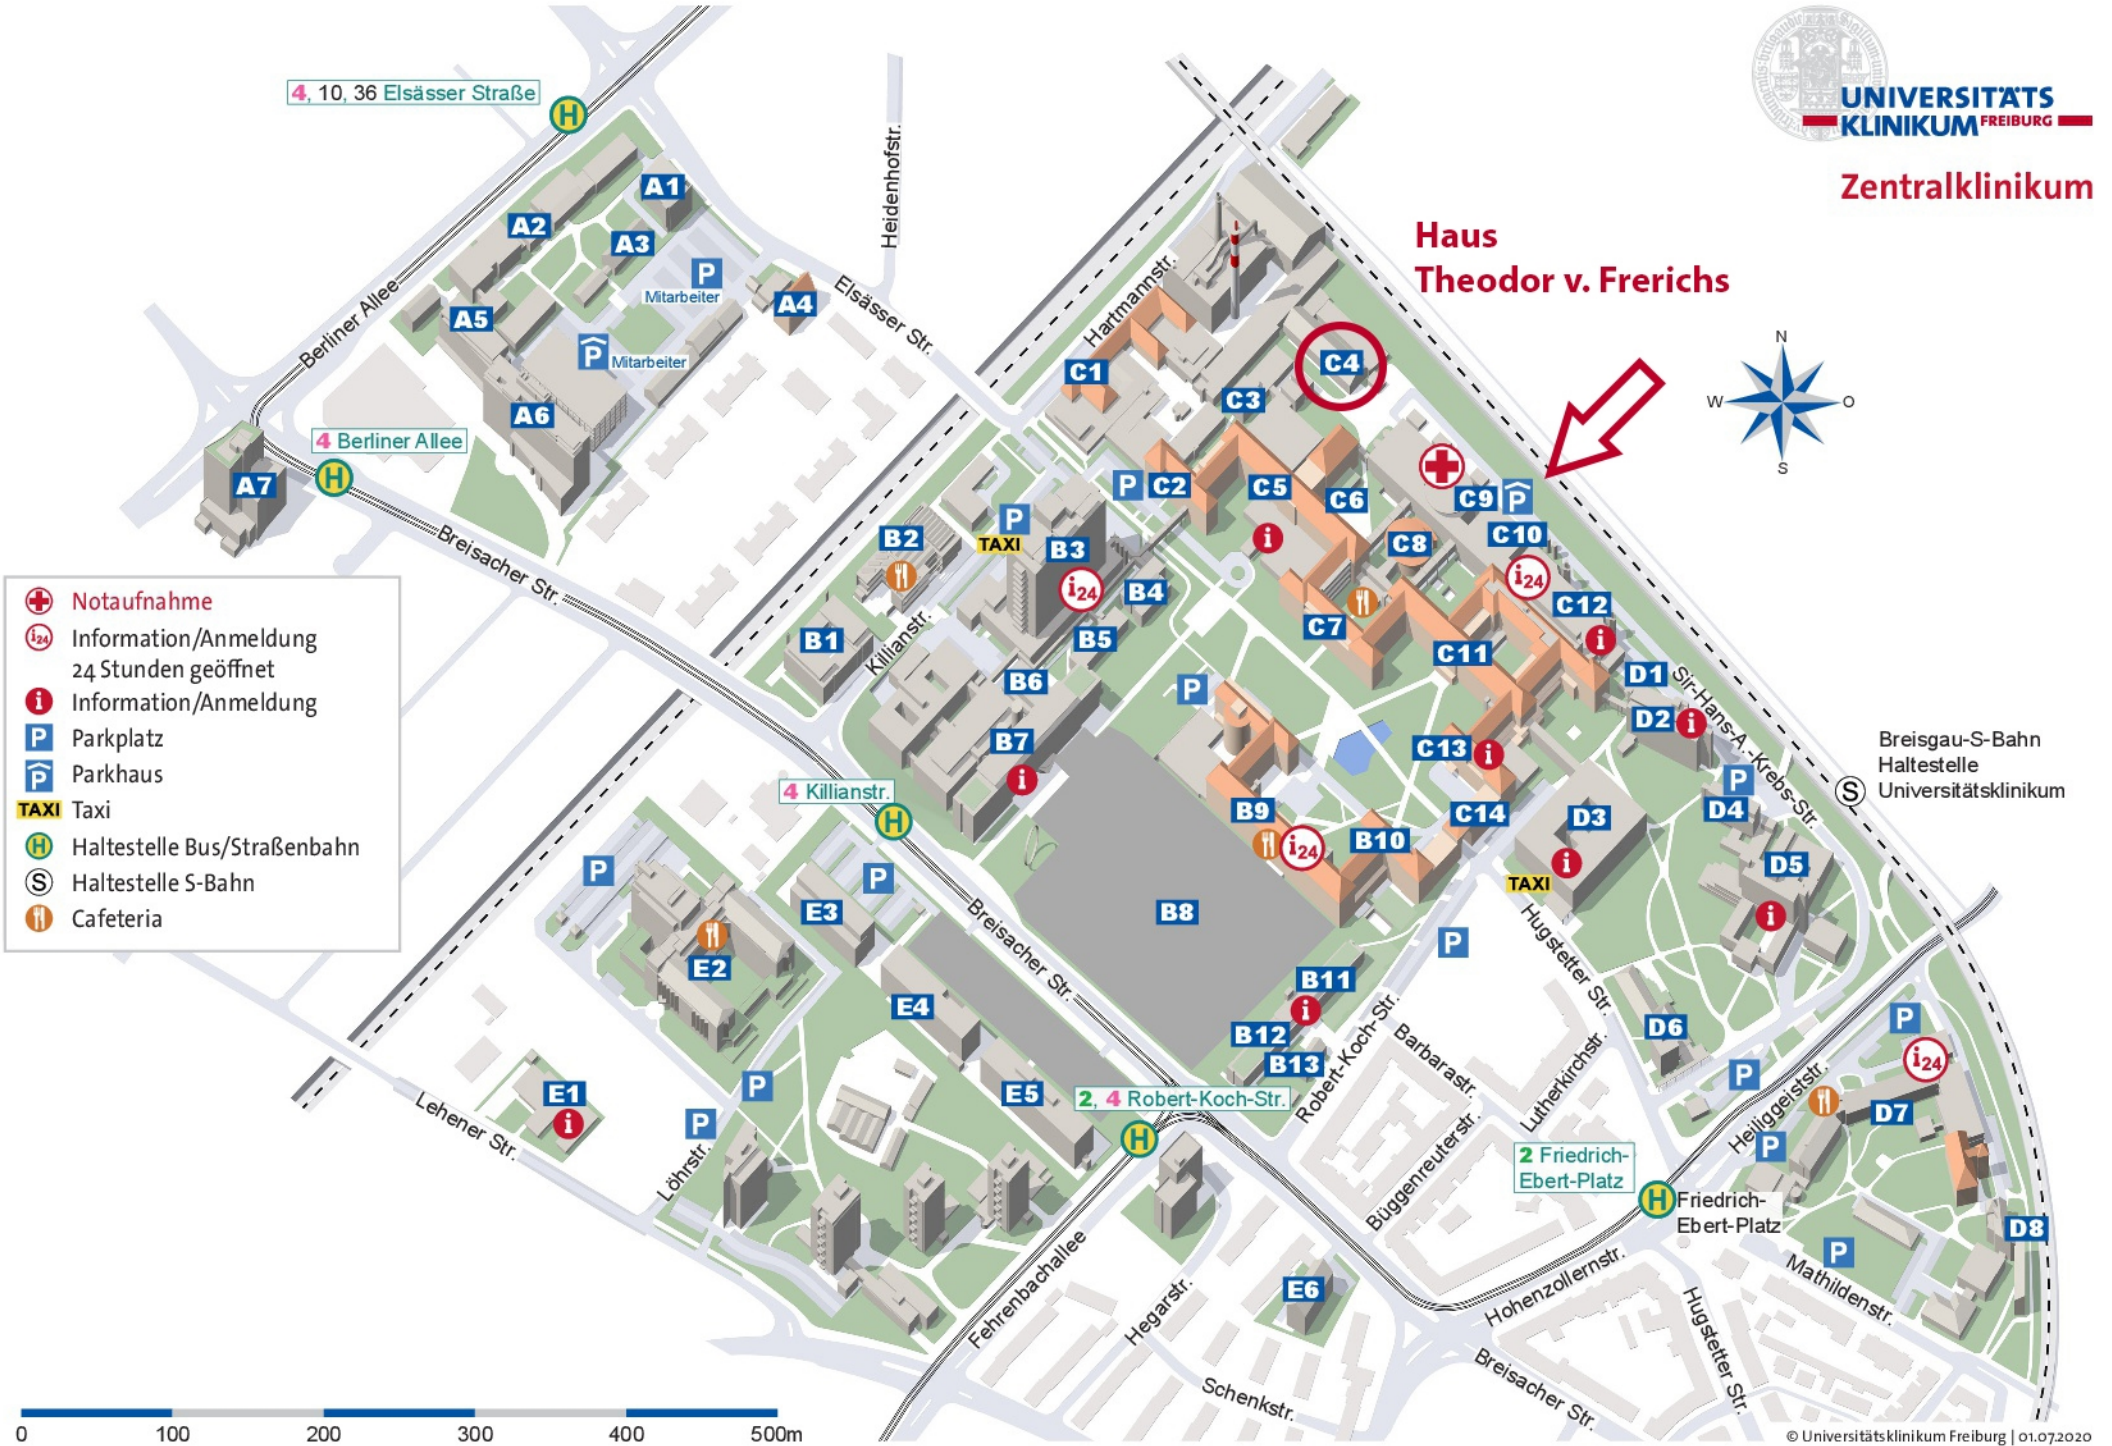 4, 10, 36 Elsässer Straße
H
UNIVERSITÄTS
KLINIKUM FREIBURG
Zentralklinikum
Haus
Theodor v. Frerichs
Heidenhofstr.
A1
A2
A3
P
Mitarbeiter
A4
Elsässer Str.
Hartmannstr.
Berliner Allee
A5
P
Mitarbeiter
A6
C1
C4
C3
N
W
O
S
4 Berliner Allee
H
A7
Breisacher Str.
P
C2
C5
C6
C9
P
C10
P
TAXI
B2
B3
i24
B4
i
C8
i24
C12
i
B1
Killianstr.
B5
C7
C11
B6
P
D1
Sir-Hans-A.-Krebs-Str.
D2
i
B7
i
C13
i
P
D4
Breisgau-S-Bahn
Haltestelle
Universitätsklinikum
S
Notaufnahme
i24
Information/Anmeldung
24 Stunden geöffnet
i
Information/Anmeldung
P
Parkplatz
P
Parkhaus
TAXI
Taxi
H
Haltestelle Bus/Straßenbahn
S
Haltestelle S-Bahn
Cafeteria
4 Killianstr.
H
B9
i24
B10
C14
D3
i
TAXI
D5
i
P
P
E3
B8
Breisacher Str.
P
Hugstetter Str.
E2
E4
B11
i
B12
B13
Robert-Koch-Str.
Barbarastr.
Lutherkirchstr.
D6
P
P
i24
Heiliggeiststr.
D7
P
E1
i
Lehener Str.
P
P
Löhrstr.
E5
2, 4 Robert-Koch-Str.
H
Büggenreuterstr.
2 Friedrich-
Ebert-Platz
H
Friedrich-
Ebert-Platz
D8
P
Mathildenstr.
Fehrenbachallee
Hegarstr.
E6
Hohenzollernstr.
Hugstetter Str.
Schenkstr.
Breisacher Str.
0
100
200
300
400
500m
© Universitätsklinikum Freiburg | 01.07.2020